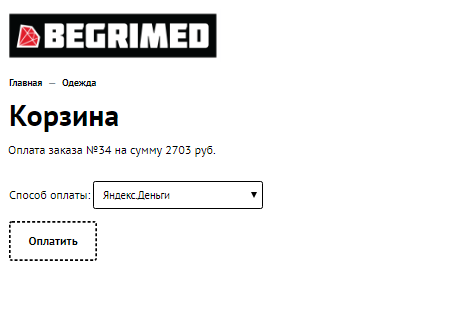 BEGRIMED
Главная — Одежда
Корзина
Оплата заказа №34 на сумму 2703 руб.
Способ оплаты: Яндекс.Деньги
Оплатить